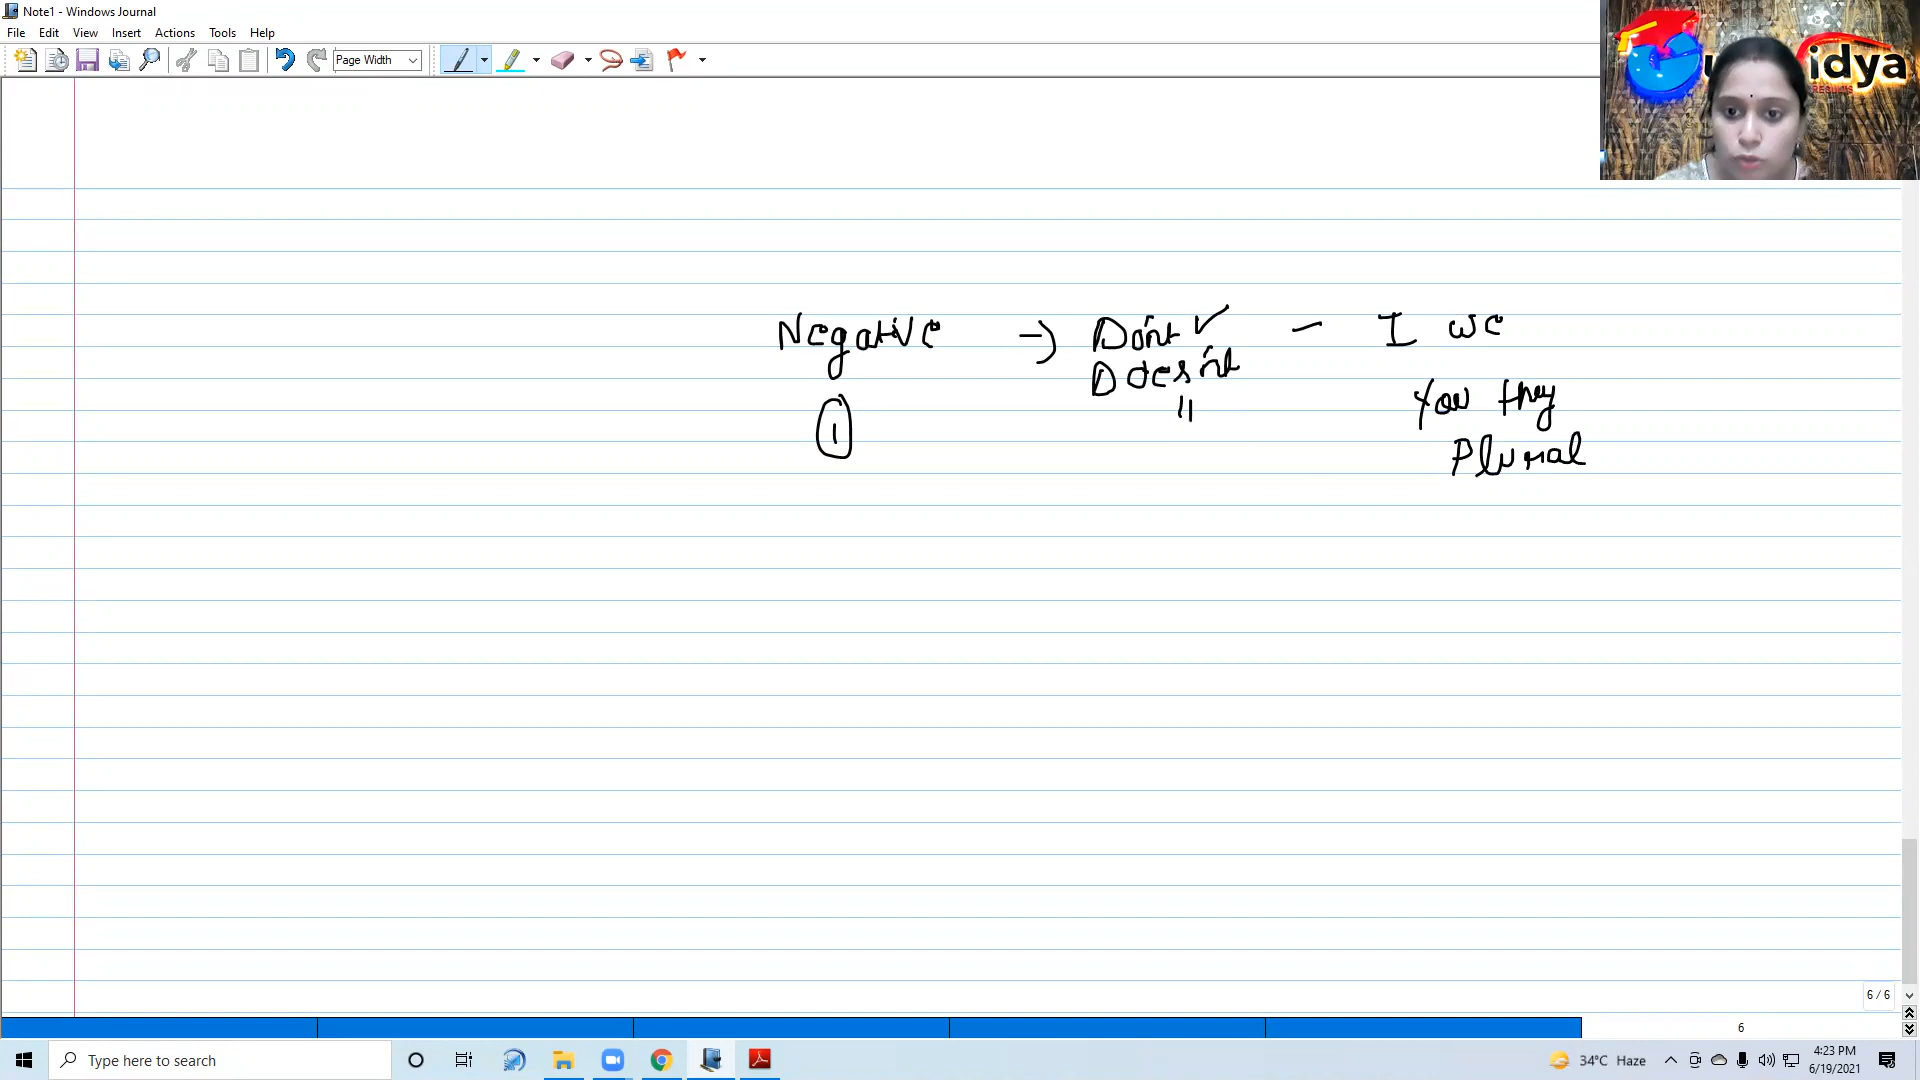 Note1 - Windows Journal
File Edit View Insert Actions Tools Help
Page Width
idya
RESULTS
Negative → Don't ✓ – I we
Doesn't
You they
①
Plural
6 / 6
6
Type here to search
34°C Haze
4:23 PM
6/19/2021